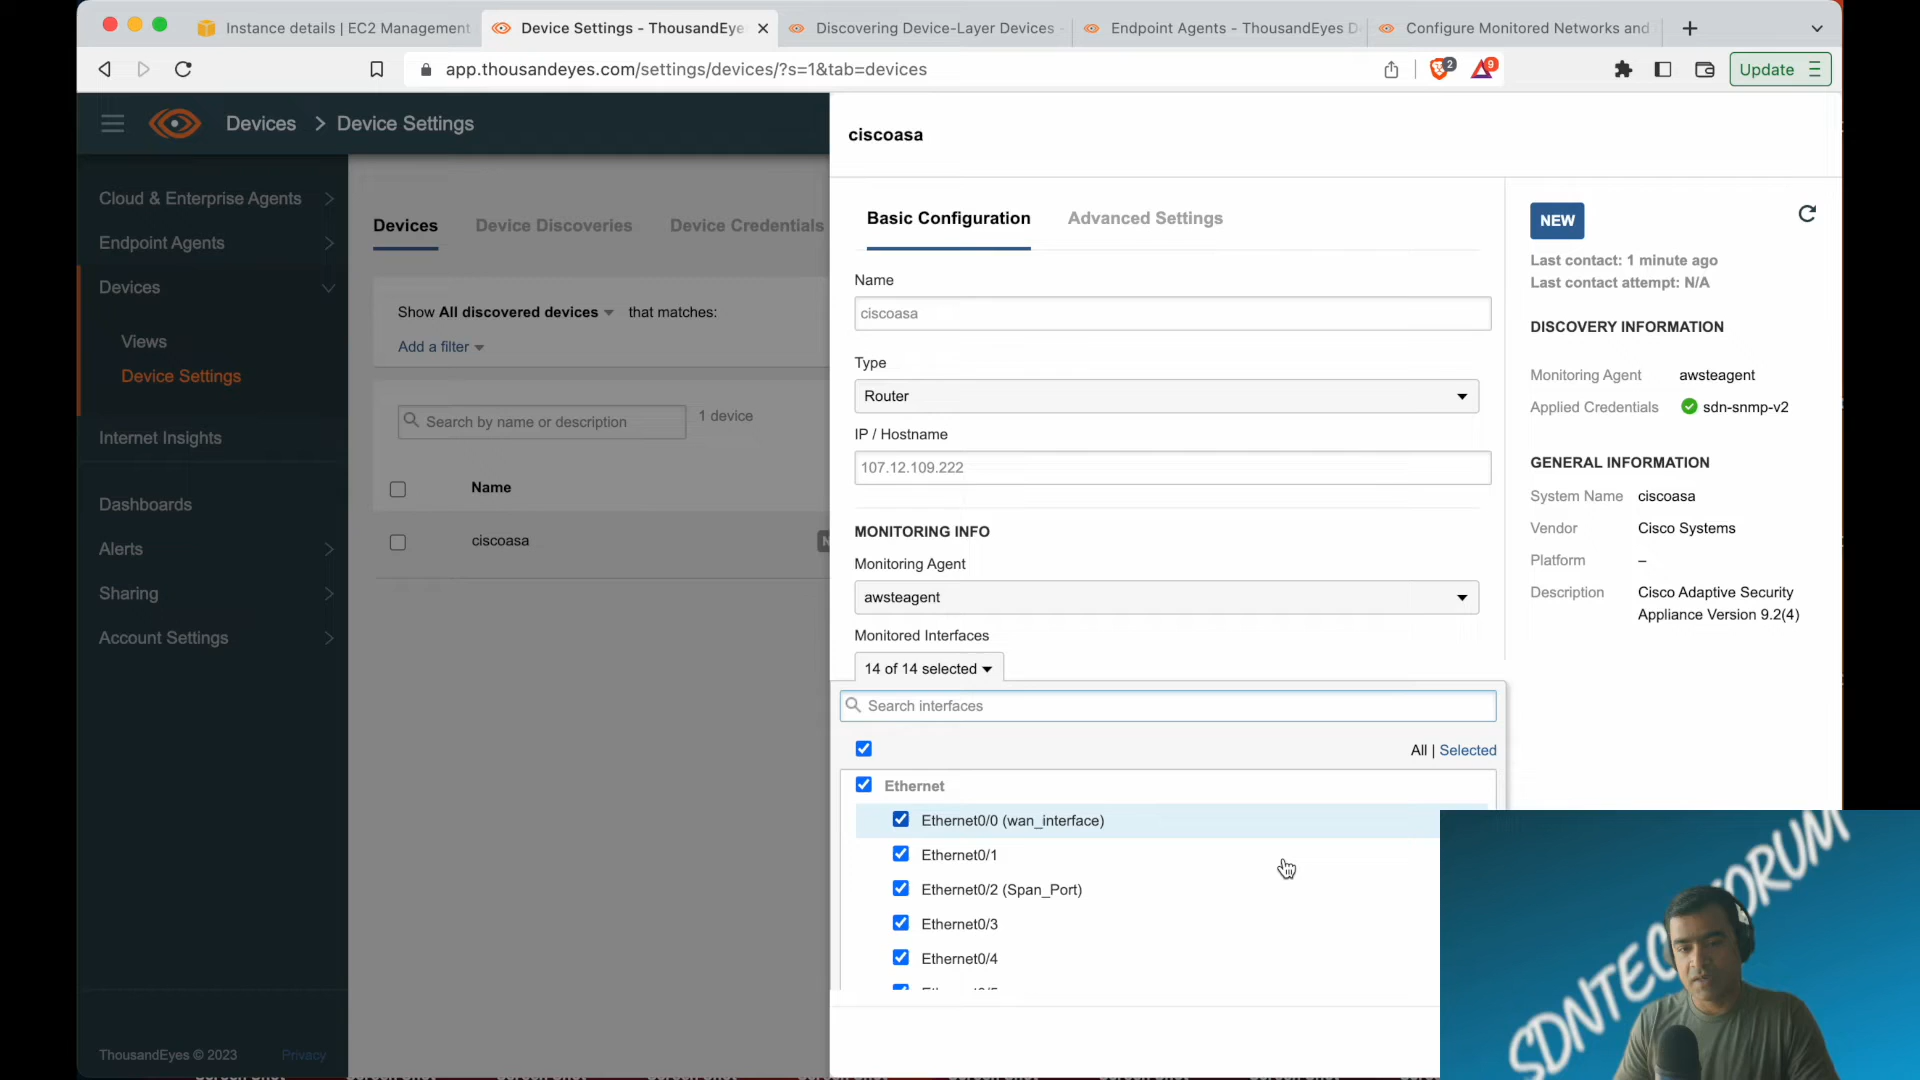 Instance details | EC2 Management
Device Settings - ThousandEye
Discovering Device-Layer Devices -
Endpoint Agents - ThousandEyes D
Configure Monitored Networks and
app.thousandeyes.com/settings/devices/?s=1&tab=devices
2
9
Update
Devices > Device Settings
ciscoasa
Cloud & Enterprise Agents
Endpoint Agents
Devices
Views
Device Settings
Internet Insights
Dashboards
Alerts
Sharing
Account Settings
ThousandEyes © 2023 Privacy
Devices Device Discoveries Device Credentials
Show All discovered devices that matches:
Add a filter
Search by name or description
1 device
Name
ciscoasa
Basic Configuration Advanced Settings
Name
ciscoasa
Type
Router
IP / Hostname
107.12.109.222
MONITORING INFO
Monitoring Agent
awsteagent
Monitored Interfaces
14 of 14 selected
Search interfaces
All | Selected
Ethernet
Ethernet0/0 (wan_interface)
Ethernet0/1
Ethernet0/2 (Span_Port)
Ethernet0/3
Ethernet0/4
NEW
Last contact: 1 minute ago
Last contact attempt: N/A
DISCOVERY INFORMATION
Monitoring Agent awsteagent
Applied Credentials sdn-snmp-v2
GENERAL INFORMATION
System Name ciscoasa
Vendor Cisco Systems
Platform –
Description Cisco Adaptive Security
Appliance Version 9.2(4)